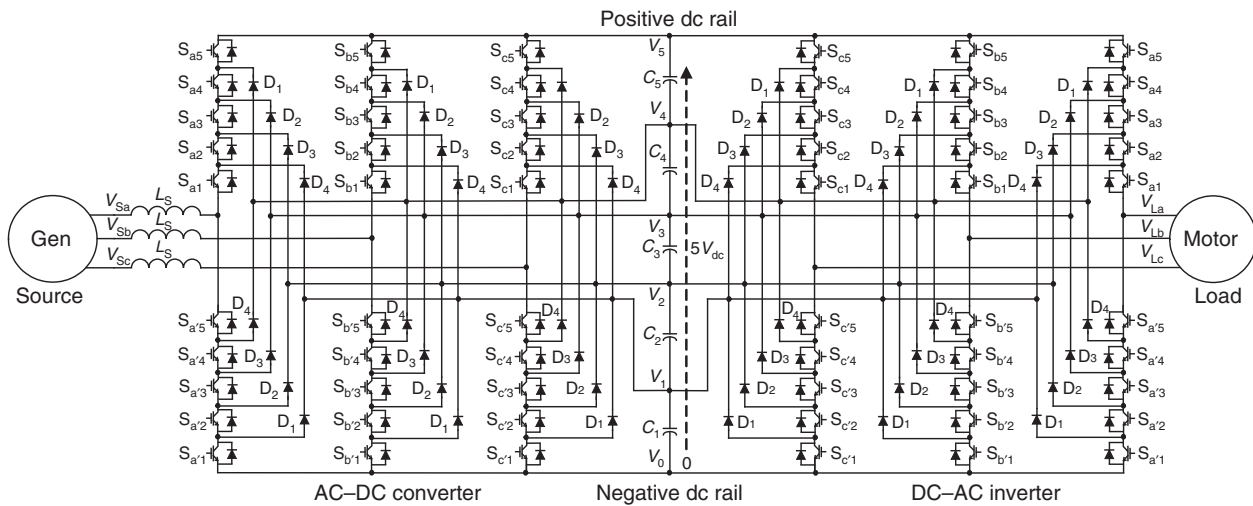 Positive dc rail
S_a5 S_b5 S_c5 V_5 S_c5 S_b5 S_a5
S_a4 D_1 S_b4 D_1 S_c4 D_1 C_5 D_1 S_c4 D_1 S_b4 D_1 S_a4
S_a3 D_2 S_b3 D_2 S_c3 D_2 V_4 D_2 S_c3 D_2 S_b3 D_2 S_a3
S_a2 D_3 S_b2 D_3 S_c2 D_3 C_4 D_3 S_c2 D_3 S_b2 D_3 S_a2
S_a1 D_4 S_b1 D_4 S_c1 D_4 D_4 S_c1 D_4 S_b1 D_4 S_a1
V_Sa L_S V_La
Gen V_Sb L_S V_3 C_3 5V_dc V_Lb Motor
V_Sc L_S V_Lc
Source V_2 Load
S_a'5 D_4 S_b'5 D_4 S_c'5 D_4 C_2 D_4 S_c'5 D_4 S_b'5 D_4 S_a'5
S_a'4 D_3 S_b'4 D_3 S_c'4 D_3 D_3 S_c'4 D_3 S_b'4 D_3 S_a'4
S_a'3 D_2 S_b'3 D_2 S_c'3 D_2 V_1 D_2 S_c'3 D_2 S_b'3 D_2 S_a'3
S_a'2 D_1 S_b'2 D_1 S_c'2 D_1 C_1 D_1 S_c'2 D_1 S_b'2 D_1 S_a'2
S_a'1 S_b'1 S_c'1 V_0 0 S_c'1 S_b'1 S_a'1
AC–DC converter Negative dc rail DC–AC inverter